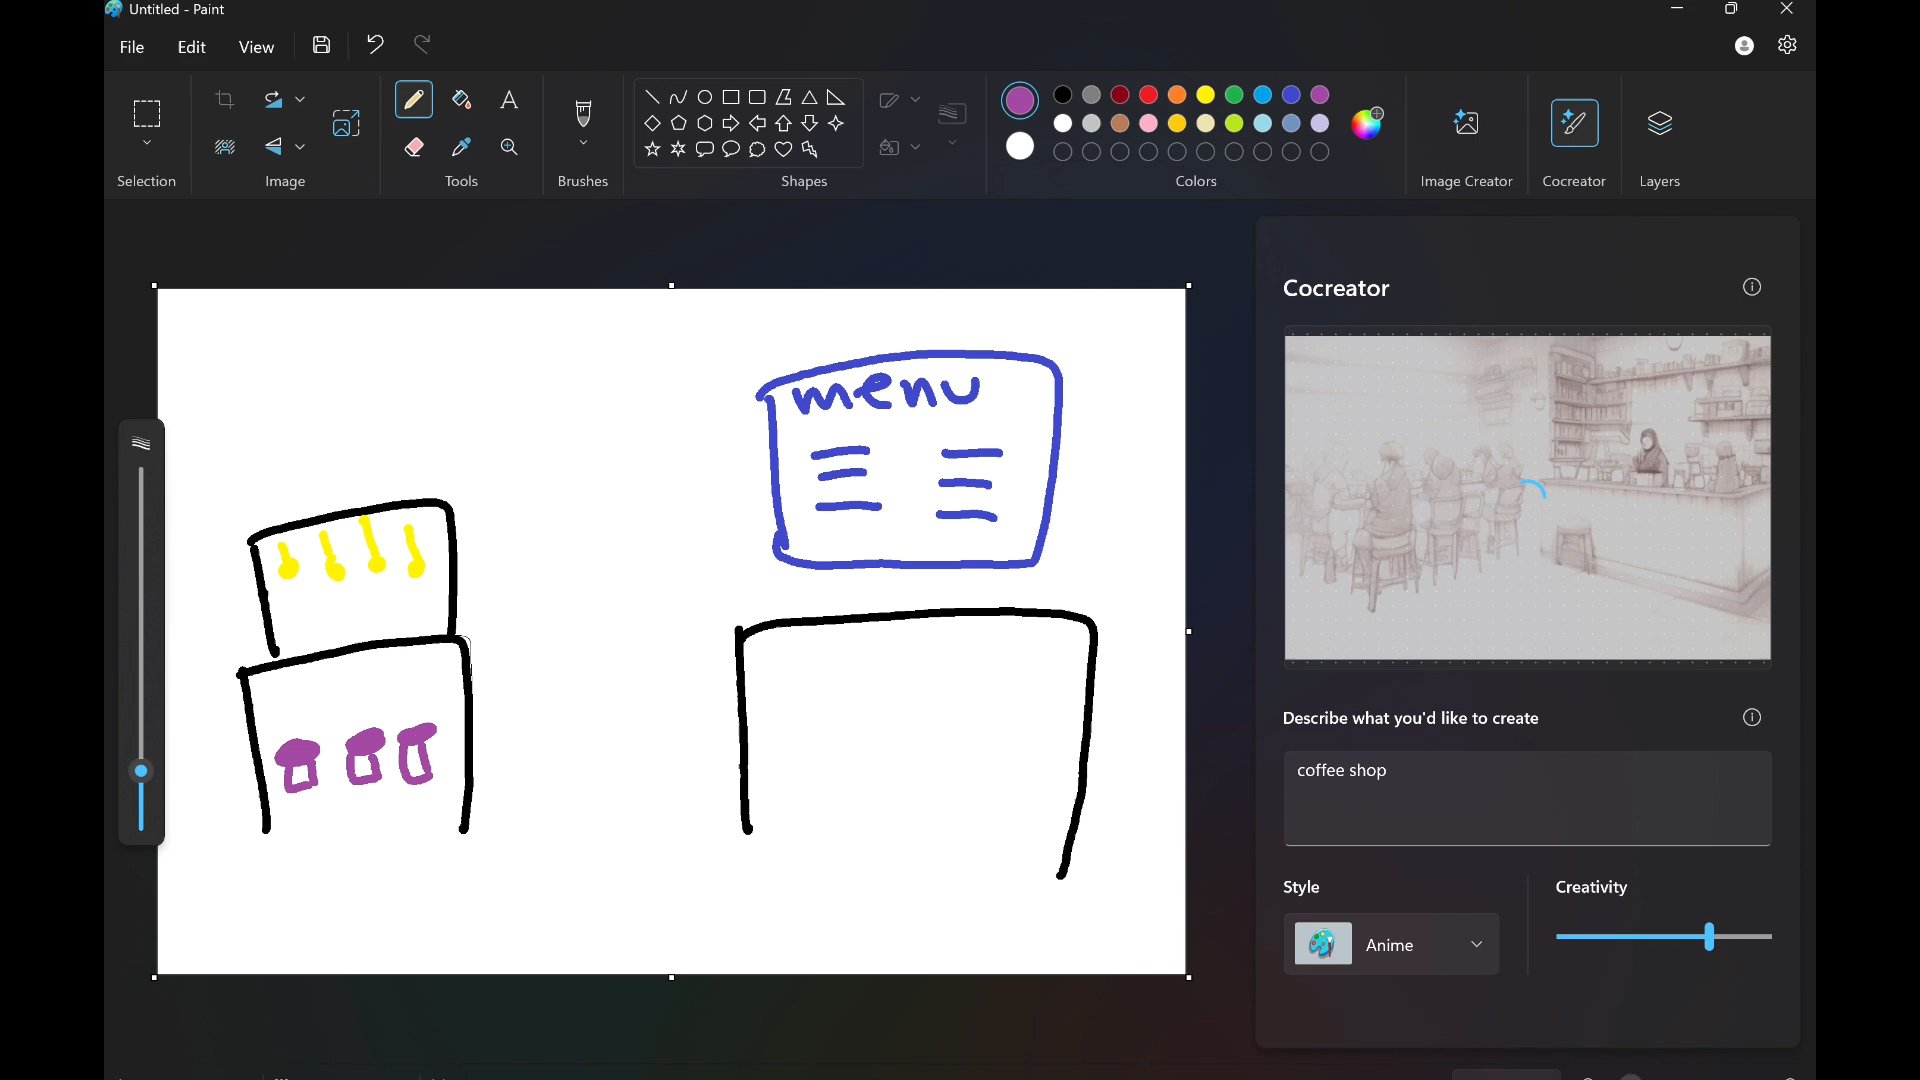 Untitled - Paint
File Edit View
Selection
Image
Tools
Brushes
Shapes
Colors
Image Creator
Cocreator
Layers
menu
Cocreator
Describe what you'd like to create
coffee shop
Style
Creativity
Anime